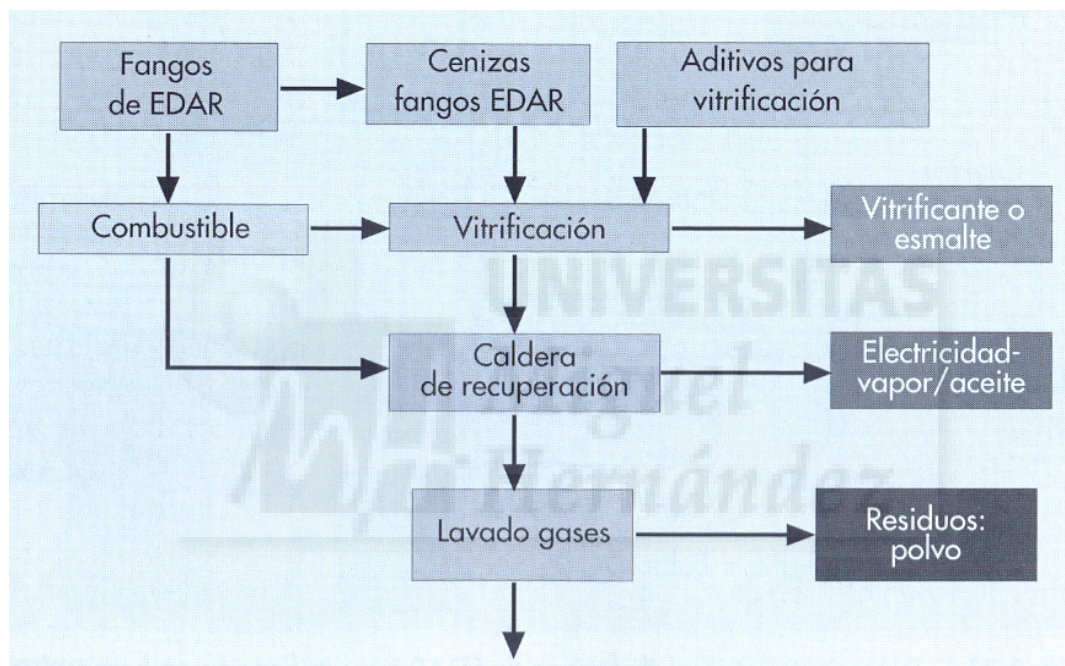 Fangos
de EDAR
Cenizas
fangos EDAR
Aditivos para
vitrificación
Combustible
Vitrificación
Vitrificante o
esmalte
UNIVERSITAS
Caldera
de recuperación
Electricidad-
vapor/aceite
Miguel
Hernández
Lavado gases
Residuos:
polvo